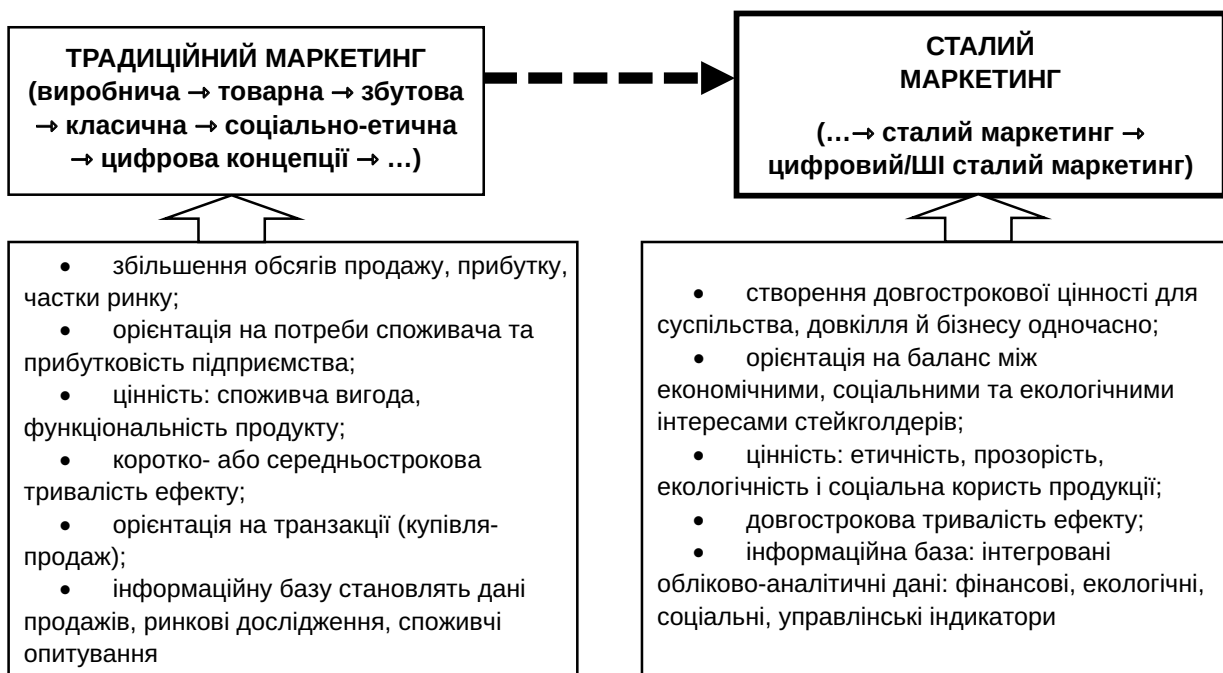 ТРАДИЦІЙНИЙ МАРКЕТИНГ
(виробнича → товарна → збутова
→ класична → соціально-етична
→ цифрова концепції → …)
СТАЛИЙ
МАРКЕТИНГ
(…→ сталий маркетинг →
цифровий/ШІ сталий маркетинг)
• збільшення обсягів продажу, прибутку,
частки ринку;
• орієнтація на потреби споживача та
прибутковість підприємства;
• цінність: споживча вигода,
функціональність продукту;
• коротко- або середньострокова
тривалість ефекту;
• орієнтація на транзакції (купівля-
продаж);
• інформаційну базу становлять дані
продажів, ринкові дослідження, споживчі
опитування
• створення довгострокової цінності для
суспільства, довкілля й бізнесу одночасно;
• орієнтація на баланс між
економічними, соціальними та екологічними
інтересами стейкголдерів;
• цінність: етичність, прозорість,
екологічність і соціальна користь продукції;
• довгострокова тривалість ефекту;
• інформаційна база: інтегровані
обліково-аналітичні дані: фінансові, екологічні,
соціальні, управлінські індикатори